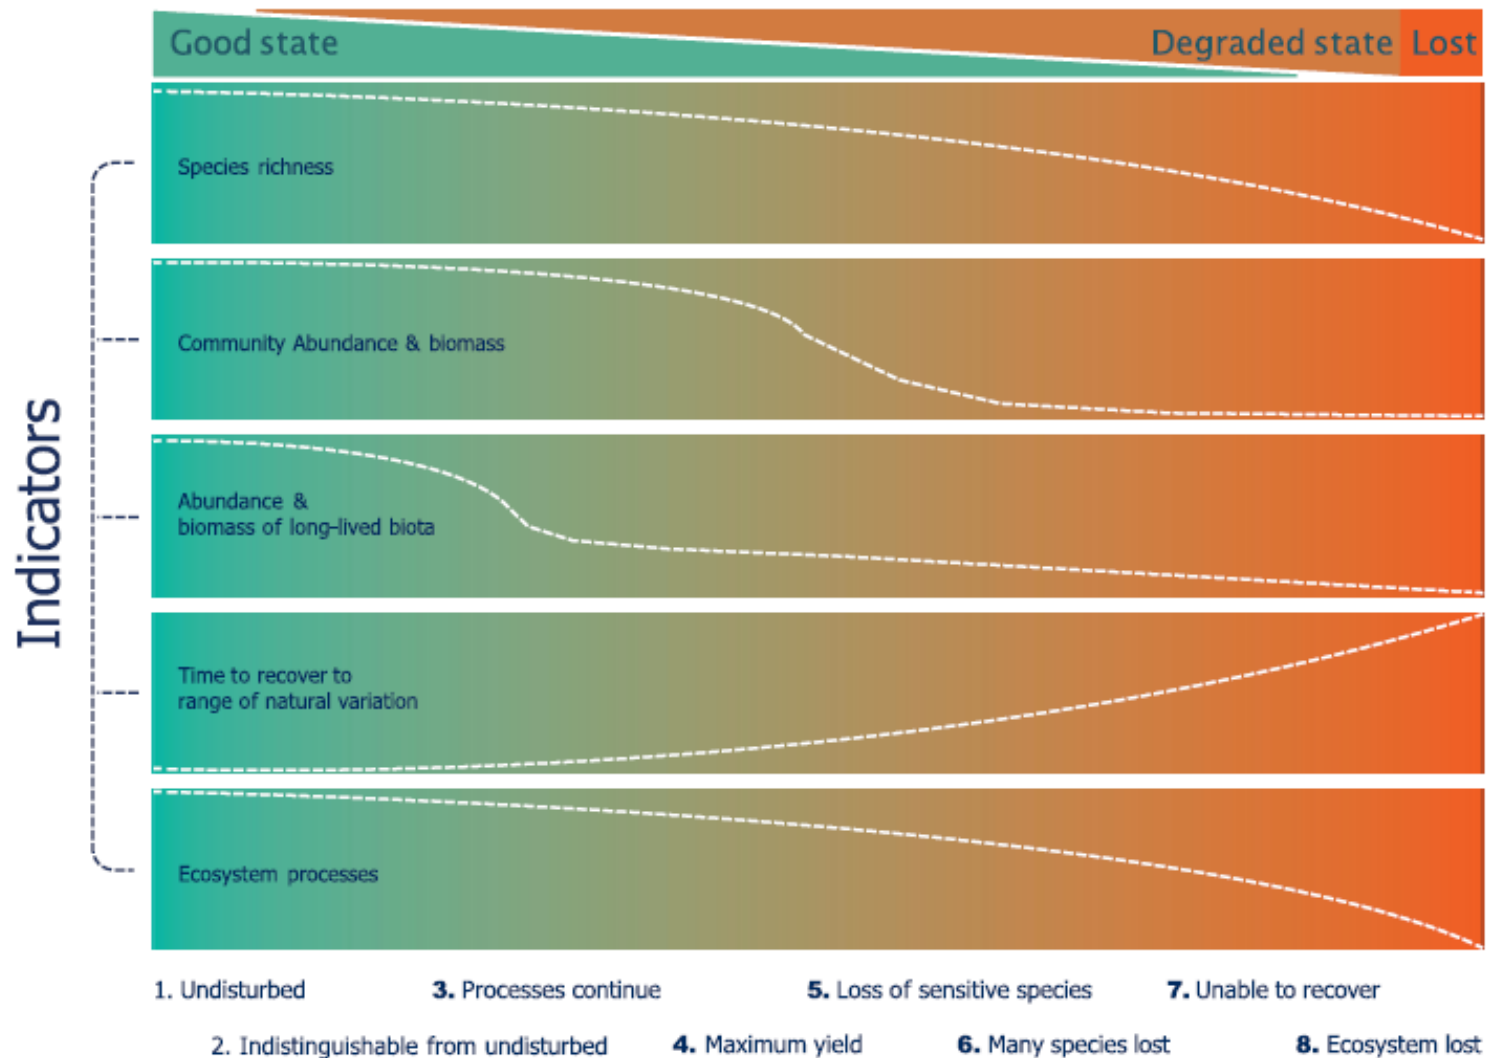 Good state
Degraded state
Lost
Indicators
Species richness
Community Abundance & biomass
Abundance &
biomass of long-lived biota
Time to recover to
range of natural variation
Ecosystem processes
1. Undisturbed
3. Processes continue
5. Loss of sensitive species
7. Unable to recover
2. Indistinguishable from undisturbed
4. Maximum yield
6. Many species lost
8. Ecosystem lost